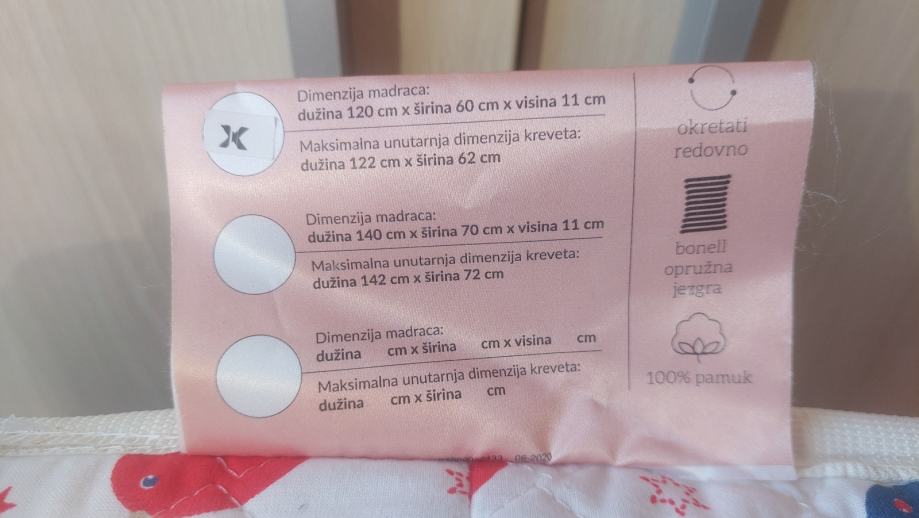 Dimenzija madraca:
dužina 120 cm x širina 60 cm x visina 11 cm
Maksimalna unutarnja dimenzija kreveta:
dužina 122 cm x širina 62 cm
Dimenzija madraca:
dužina 140 cm x širina 70 cm x visina 11 cm
Maksimalna unutarnja dimenzija kreveta:
dužina 142 cm x širina 72 cm
Dimenzija madraca:
dužina cm x širina cm x visina cm
Maksimalna unutarnja dimenzija kreveta:
dužina cm x širina cm
okretati
redovno
bonell
opružna
jezgra
100% pamuk
08-2020